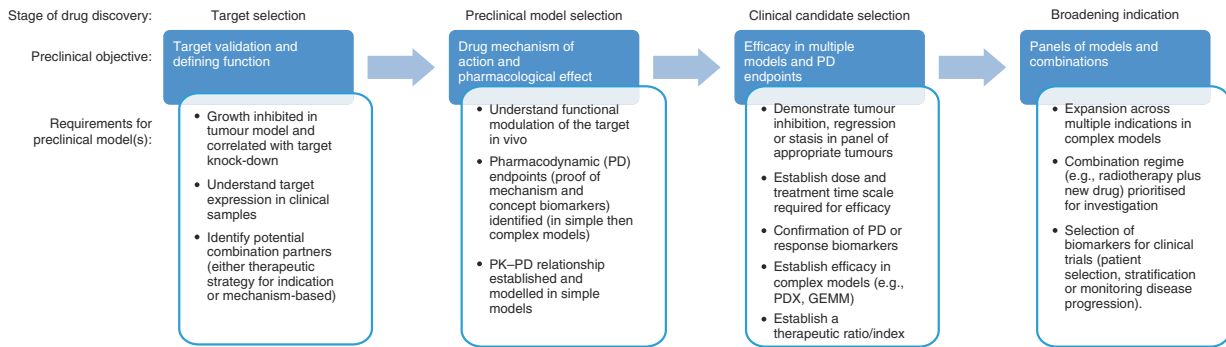 Stage of drug discovery:
Target selection
Preclinical model selection
Clinical candidate selection
Broadening indication
Preclinical objective:
Target validation and
defining function
Drug mechanism of
action and
pharmacological effect
Efficacy in multiple
models and PD
endpoints
Panels of models and
combinations
Requirements for
preclinical model(s):
• Growth inhibited in
tumour model and
correlated with target
knock-down
• Understand target
expression in clinical
samples
• Identify potential
combination partners
(either therapeutic
strategy for indication
or mechanism-based)
• Understand functional
modulation of the target
in vivo
• Pharmacodynamic (PD)
endpoints (proof of
mechanism and
concept biomarkers)
identified (in simple then
complex models)
• PK–PD relationship
established and
modelled in simple
models
• Demonstrate tumour
inhibition, regression
or stasis in panel of
appropriate tumours
• Establish dose and
treatment time scale
required for efficacy
• Confirmation of PD or
response biomarkers
• Establish efficacy in
complex models (e.g.,
PDX, GEMM)
• Establish a
therapeutic ratio/index
• Expansion across
multiple indications in
complex models
• Combination regime
(e.g., radiotherapy plus
new drug) prioritised
for investigation
• Selection of
biomarkers for clinical
trials (patient
selection, stratification
or monitoring disease
progression).